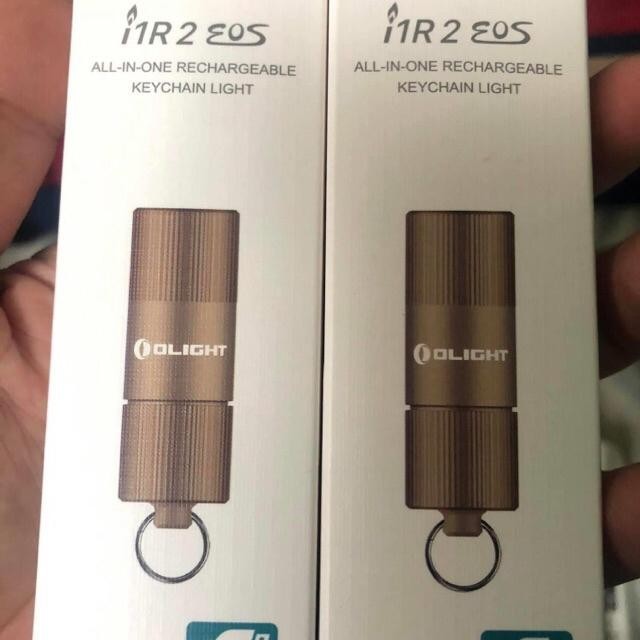 i1R 2 EOS
ALL-IN-ONE RECHARGEABLE
KEYCHAIN LIGHT
OLIGHT
i1R 2 EOS
ALL-IN-ONE RECHARGEABLE
KEYCHAIN LIGHT
OLIGHT